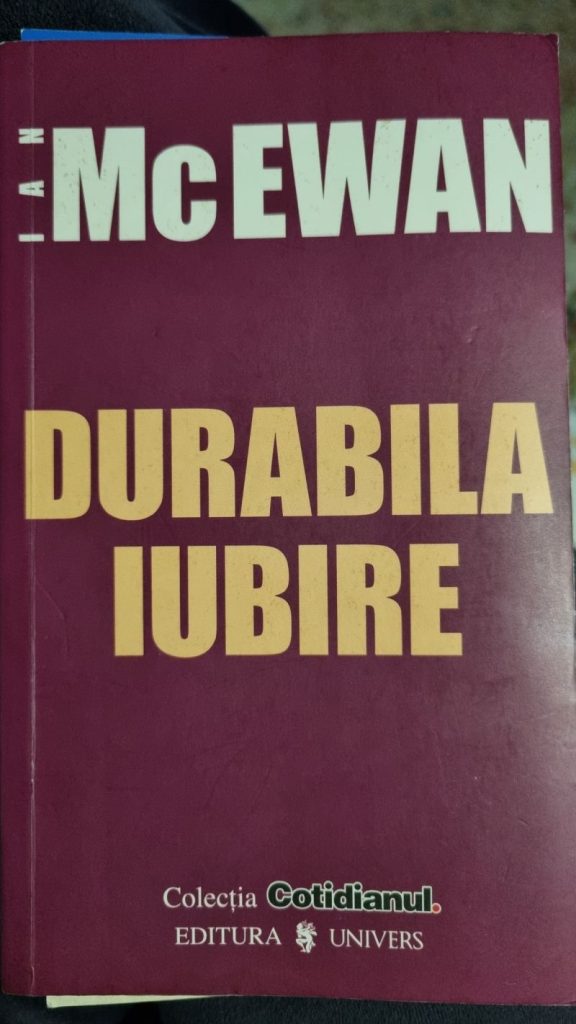 IAN
McEWAN
DURABILA
IUBIRE
Colecția Cotidianul.
EDITURA UNIVERS